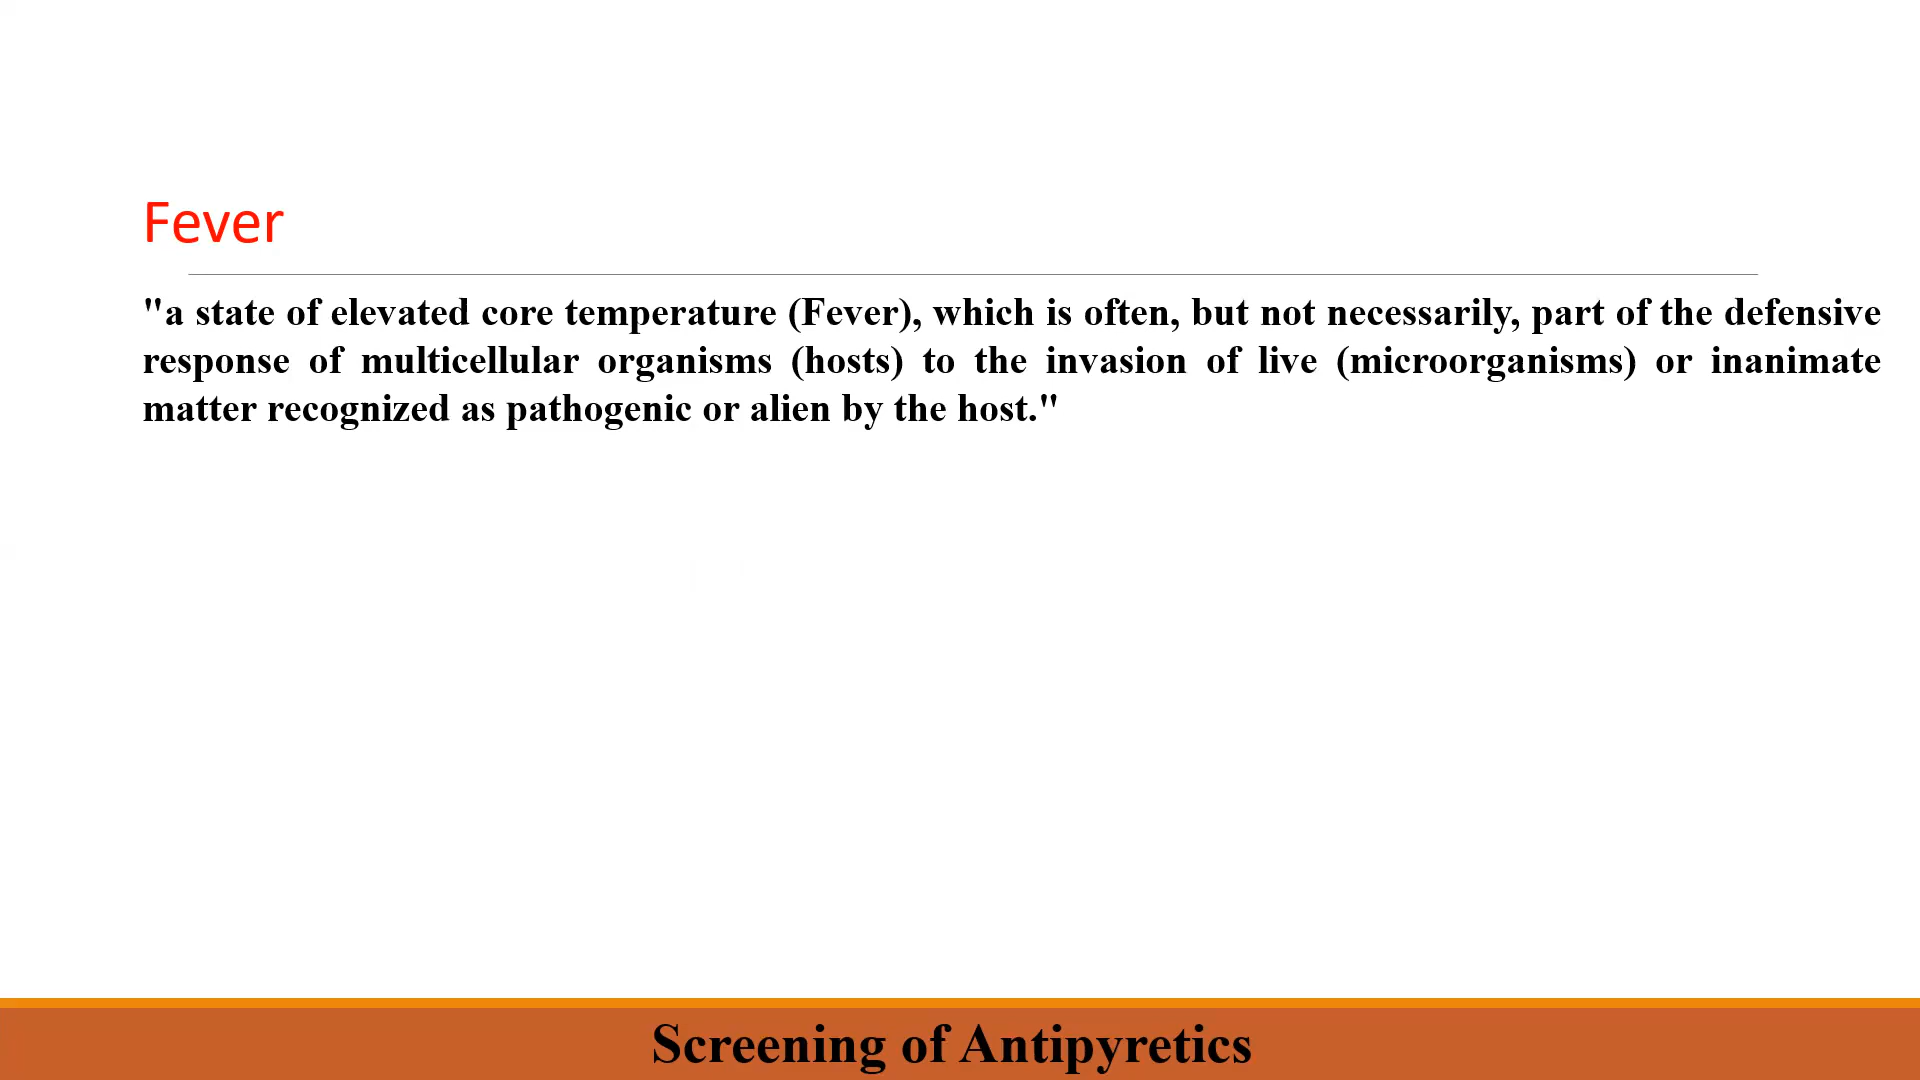 Fever
"a state of elevated core temperature (Fever), which is often, but not necessarily, part of the defensive
response of multicellular organisms (hosts) to the invasion of live (microorganisms) or inanimate
matter recognized as pathogenic or alien by the host."
Screening of Antipyretics